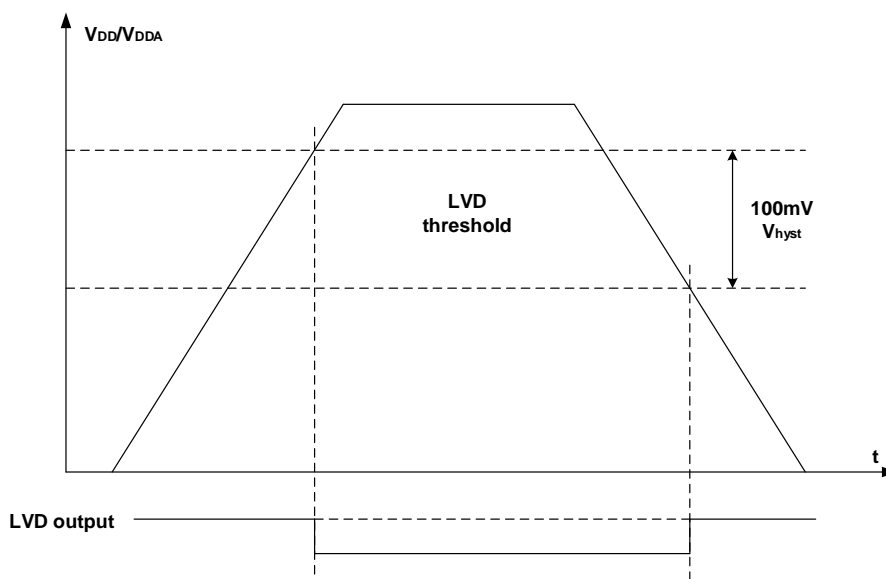 VDD/VDDA
LVD
threshold
100mV
Vhyst
t
LVD output